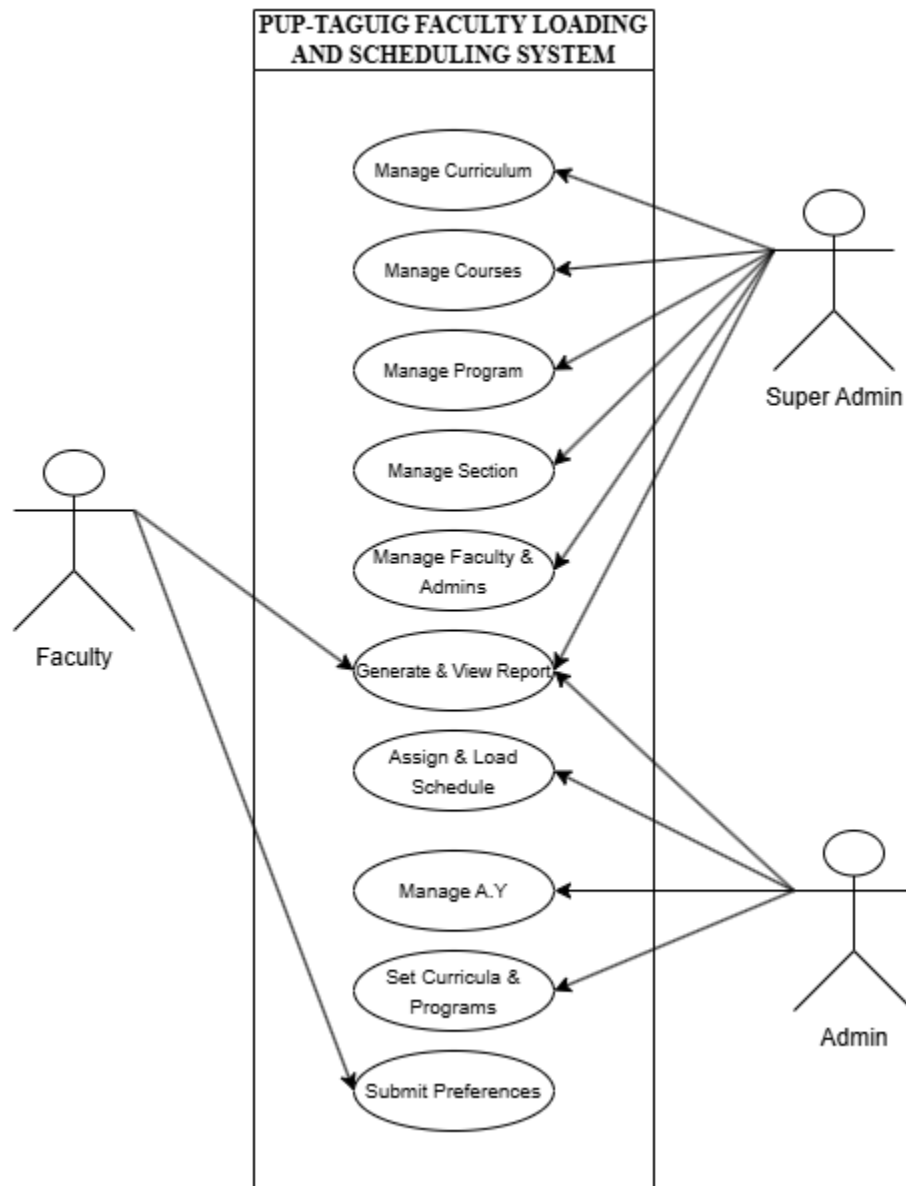 PUP-TAGUIG FACULTY LOADING
AND SCHEDULING SYSTEM
Manage Curriculum
Manage Courses
Manage Program
Super Admin
Manage Section
Manage Faculty &
Admins
Faculty
Generate & View Report
Assign & Load
Schedule
Manage A.Y
Set Curricula &
Programs
Admin
Submit Preferences